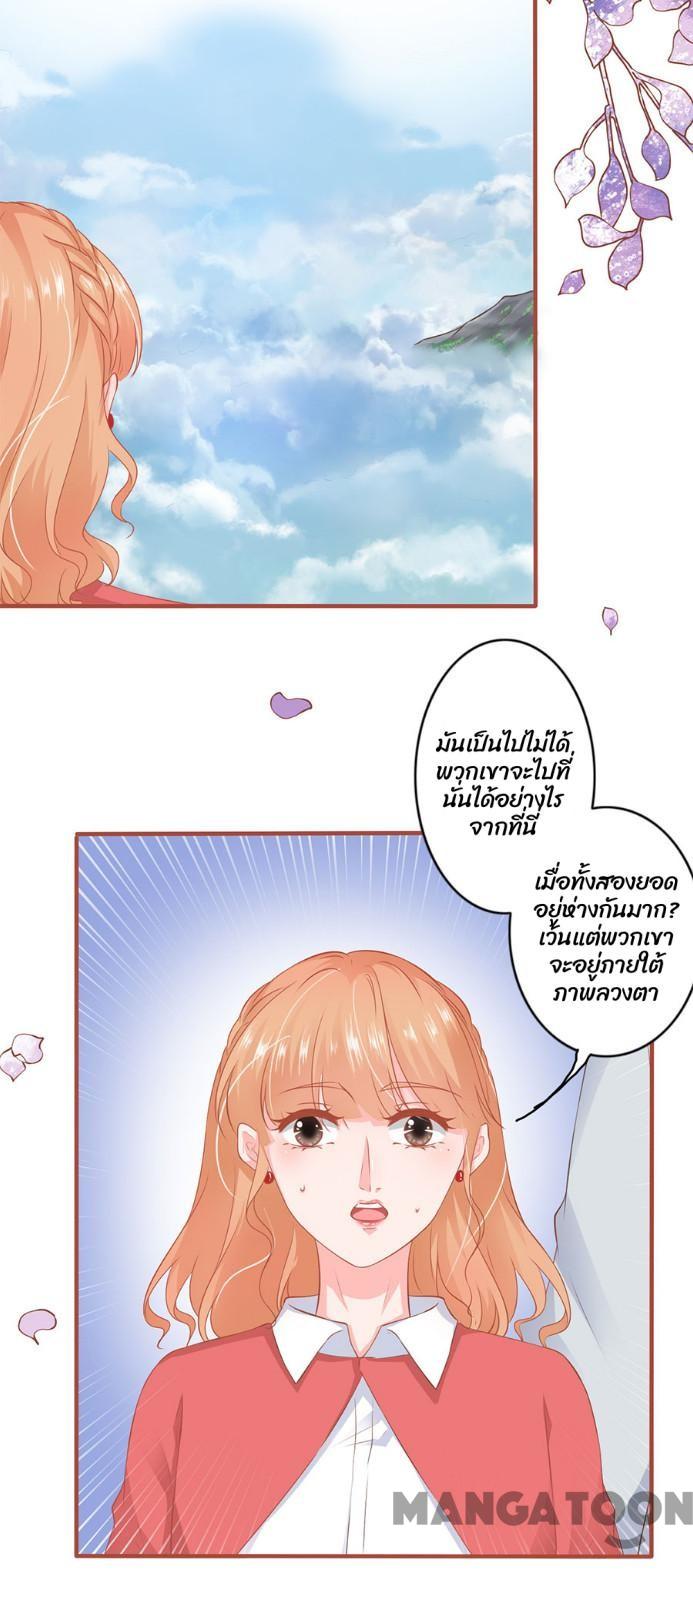 มันเป็นไปไม่ได้
พวกเขาจะไปที่
นั่นได้อย่างไร
จากที่นี่
เมื่อทั้งสองยอด
อยู่ห่างกันมาก?
เว้นแต่พวกเขา
จะอยู่ภายใต้
ภาพลวงตา
MANGATOON